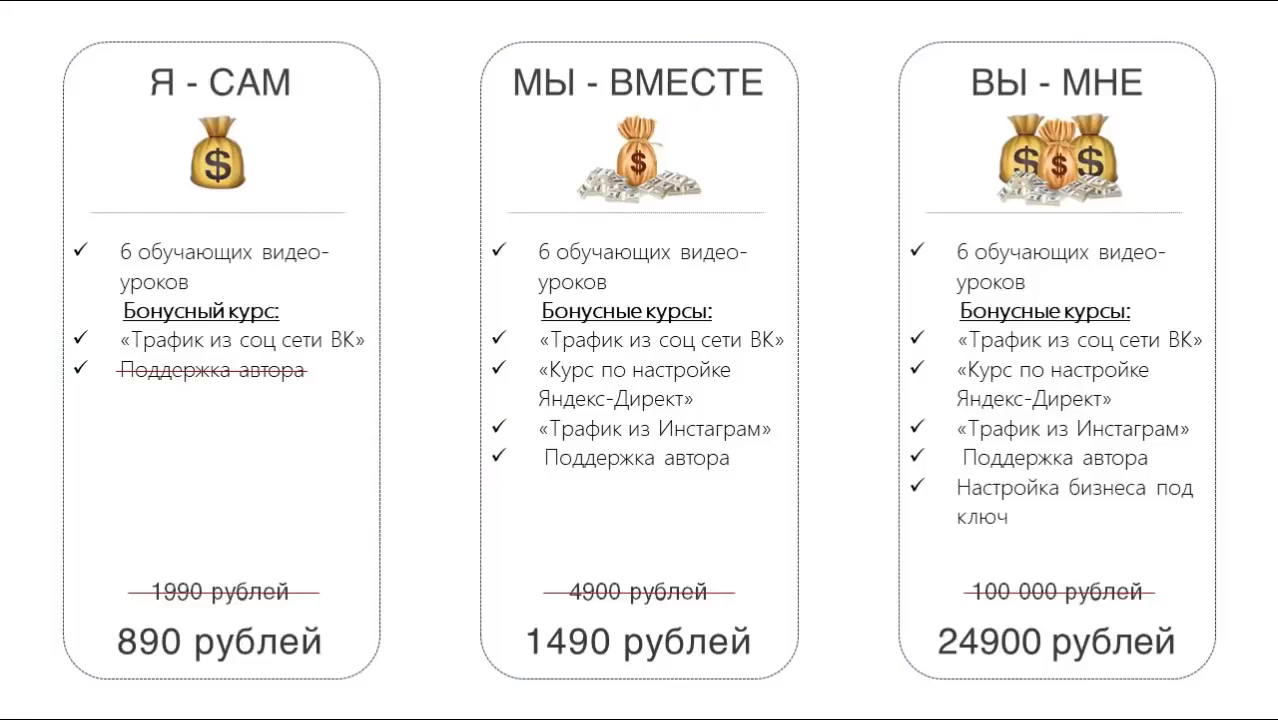 Я - САМ
$
6 обучающих видео-
уроков
Бонусный курс:
«Трафик из соц сети ВК»
Поддержка автора
1990 рублей
890 рублей
МЫ - ВМЕСТЕ
$
6 обучающих видео-
уроков
Бонусные курсы:
«Трафик из соц сети ВК»
«Курс по настройке
Яндекс-Директ»
«Трафик из Инстаграм»
Поддержка автора
4900 рублей
1490 рублей
ВЫ - МНЕ
$ $ $
6 обучающих видео-
уроков
Бонусные курсы:
«Трафик из соц сети ВК»
«Курс по настройке
Яндекс-Директ»
«Трафик из Инстаграм»
Поддержка автора
Настройка бизнеса под
ключ
100 000 рублей
24900 рублей